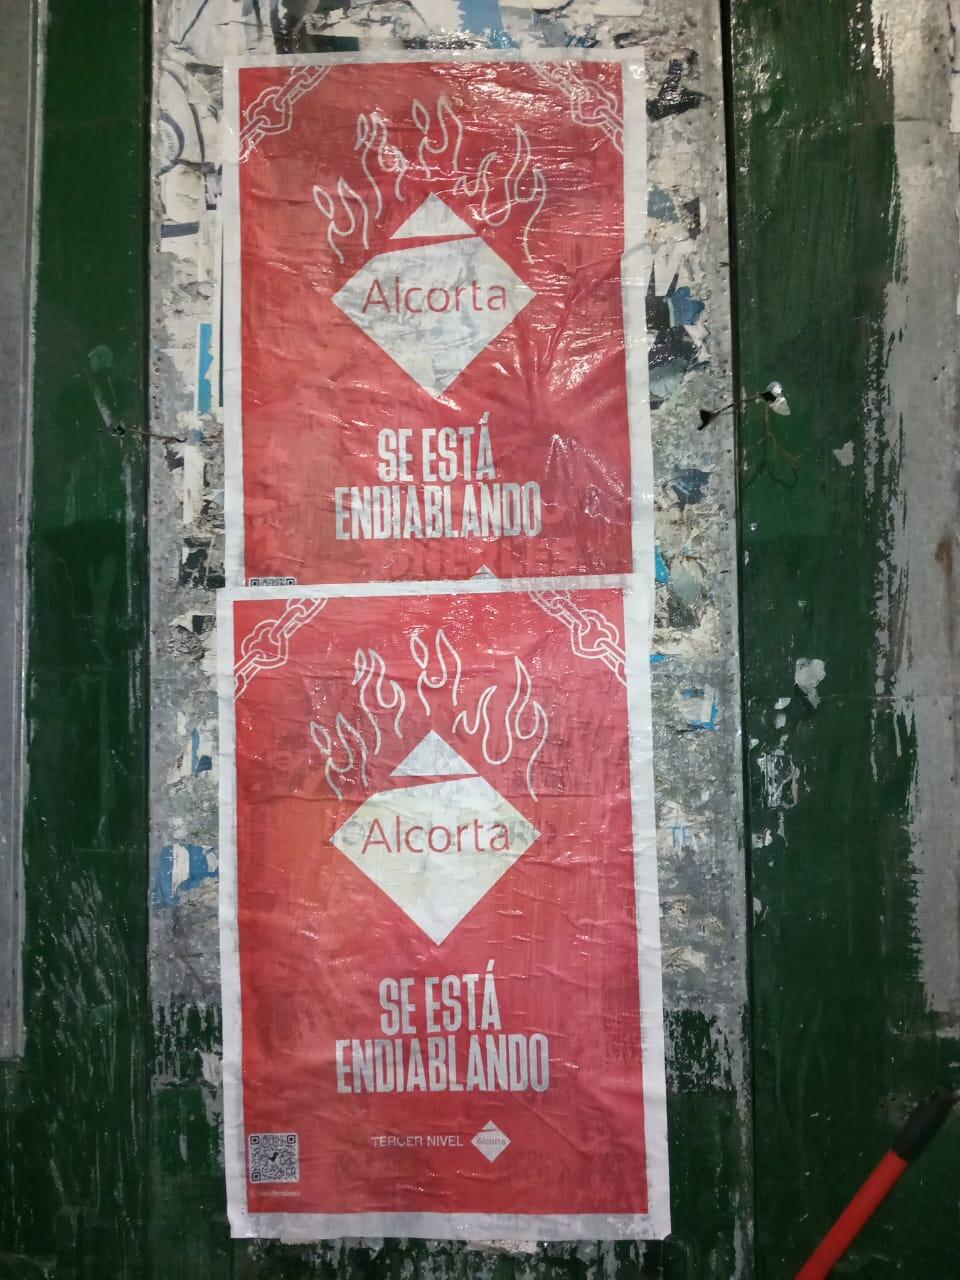 Alcorta
SE ESTÁ
ENDIABLANDO
Alcorta
SE ESTÁ
ENDIABLANDO
TERCER NIVEL Alcorta